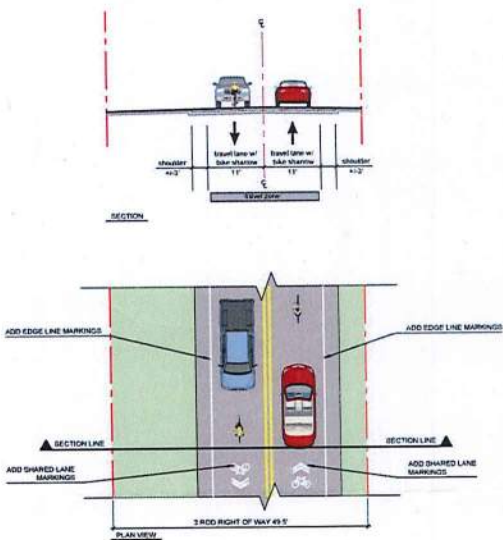 ℄
travel lane w/
bike sharrow
11'
travel lane w/
bike sharrow
11'
shoulder
+/-3'
shoulder
+/-3'
℄
travel zone
SECTION
ADD EDGE LINE MARKINGS
ADD EDGE LINE MARKINGS
SECTION LINE
SECTION LINE
ADD SHARED LANE
MARKINGS
ADD SHARED LANE
MARKINGS
3 ROD RIGHT OF WAY 49.5'
PLAN VIEW